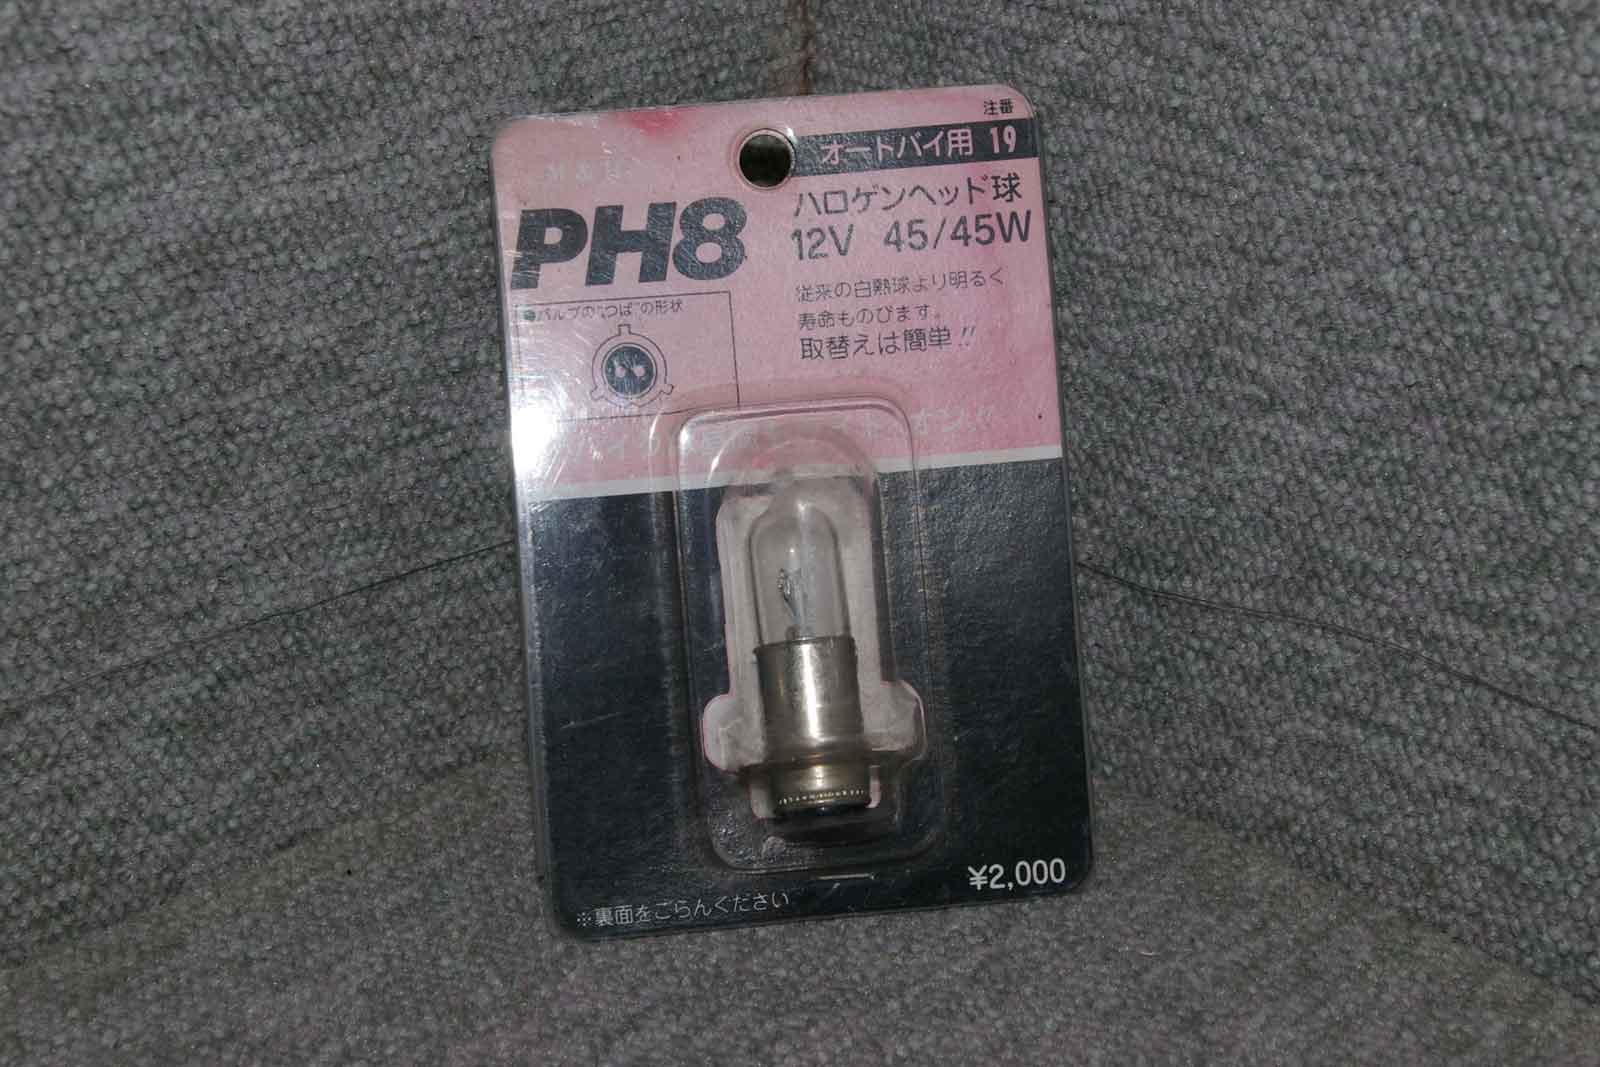 注番
オートバイ用 19
M & H
PH8
ハロゲンヘッド球
12V 45/45W
従来の白熱球より明るく
寿命ものびます。
取替えは簡単!!
●バルブの"つば"の形状
¥2,000
※裏面をごらんください